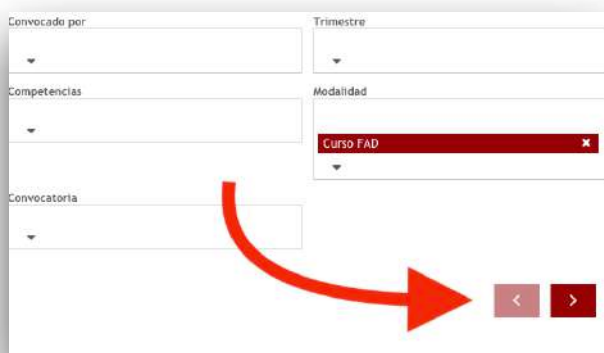 Convocado por
Trimestre
Competencias
Modalidad
Curso FAD
Convocatoria